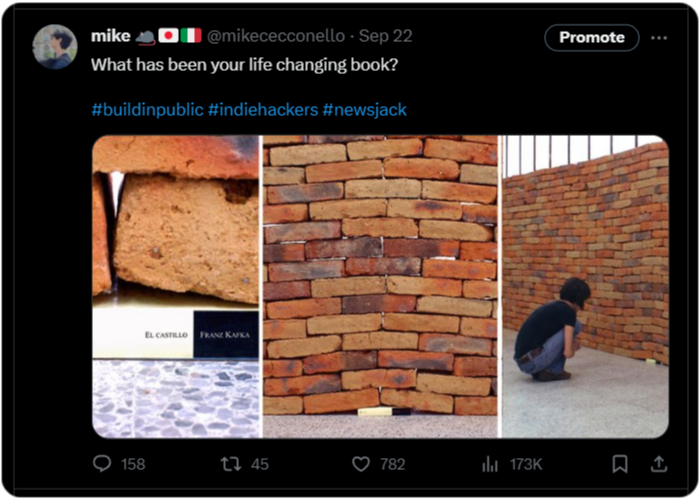 mike 🐀🇯🇵🇮🇹 @mikececconello · Sep 22
Promote
What has been your life changing book?
#buildinpublic #indiehackers #newsjack
EL CASTILLO FRANZ KAFKA
158 45 782 173K